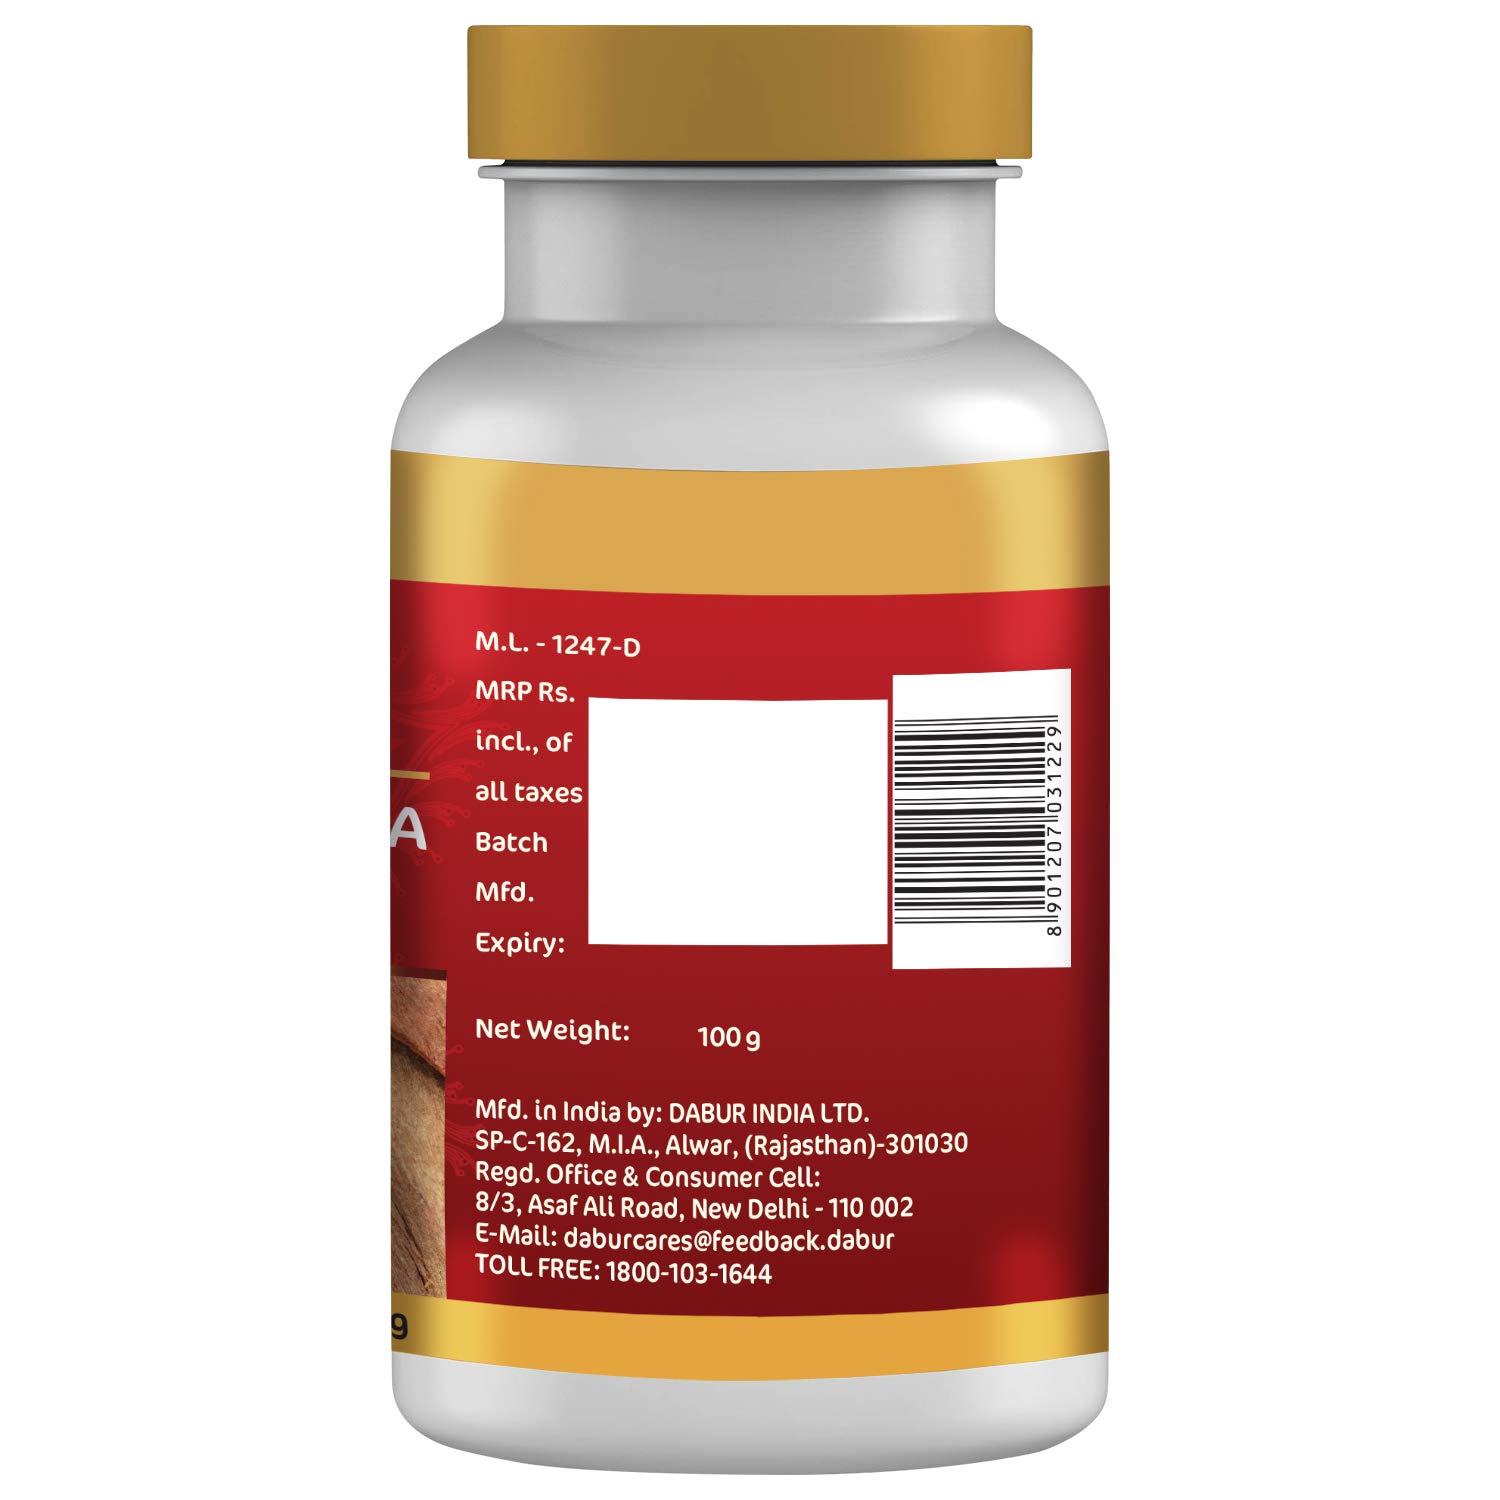 M.L. - 1247-D
MRP Rs.
incl., of
all taxes
Batch
Mfd.
Expiry:
8901207031229
A
Net Weight: 100 g
Mfd. in India by: DABUR INDIA LTD.
SP-C-162, M.I.A., Alwar, (Rajasthan)-301030
Regd. Office & Consumer Cell:
8/3, Asaf Ali Road, New Delhi - 110 002
E-Mail: daburcares@feedback.dabur
TOLL FREE: 1800-103-1644
g